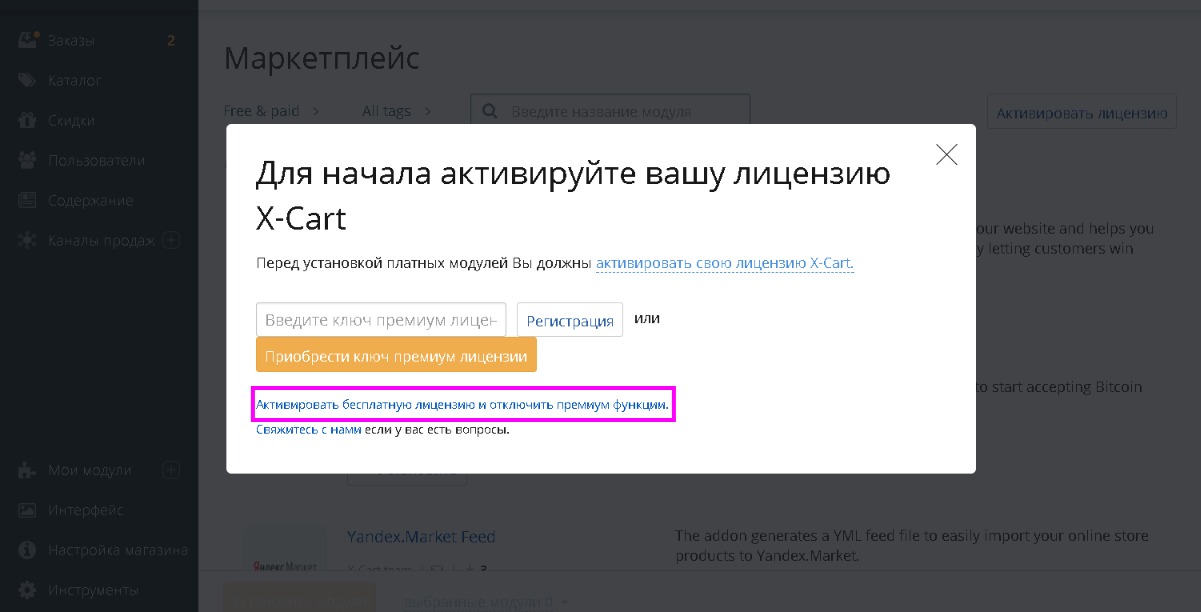 Заказы 2
Маркетплейс
Каталог
Free & paid > All tags > Введите название модуля
Активировать лицензию
Скидки
Пользователи
Содержание
Каналы продаж
Для начала активируйте вашу лицензию
X-Cart
our website and helps you
y letting customers win
Перед установкой платных модулей Вы должны активировать свою лицензию X-Cart.
Введите ключ премиум лицен
Регистрация или
Приобрести ключ премиум лицензии
to start accepting Bitcoin
Активировать бесплатную лицензию и отключить премиум функции.
Свяжитесь с нами если у вас есть вопросы.
Мои модули
Интерфейс
Настройка магазина
Инструменты
Yandex.Market Feed
The addon generates a YML feed file to easily import your online store
products to Yandex.Market.
Яндекс.Маркет
X-Cart team
выбранные модули 0